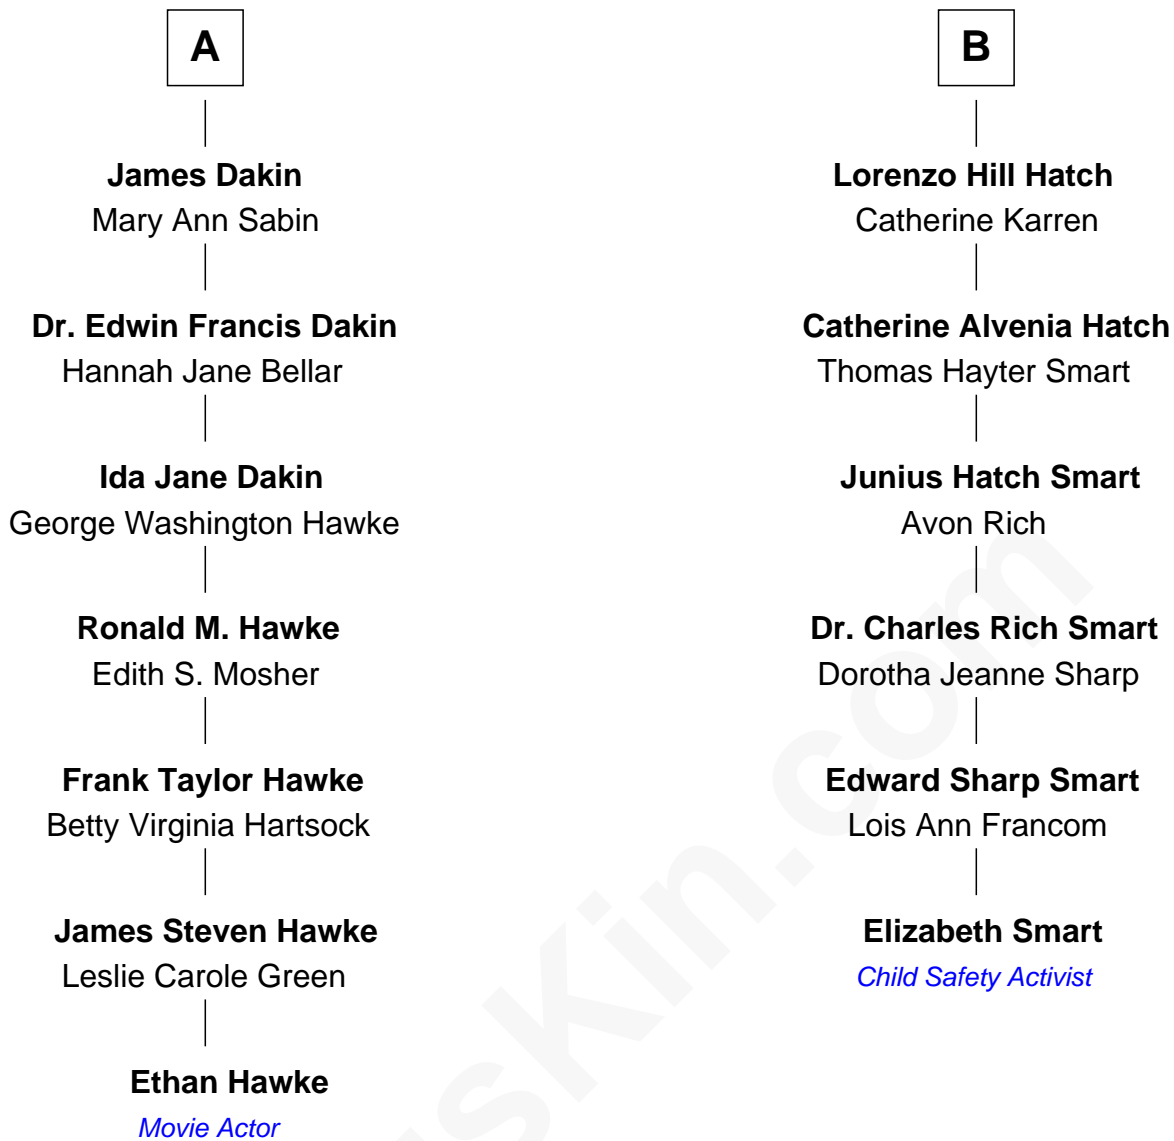 A
James Dakin
Mary Ann Sabin
Dr. Edwin Francis Dakin
Hannah Jane Bellar
Ida Jane Dakin
George Washington Hawke
Ronald M. Hawke
Edith S. Mosher
Frank Taylor Hawke
Betty Virginia Hartsock
James Steven Hawke
Leslie Carole Green
Ethan Hawke
Movie Actor
B
Lorenzo Hill Hatch
Catherine Karren
Catherine Alvenia Hatch
Thomas Hayter Smart
Junius Hatch Smart
Avon Rich
Dr. Charles Rich Smart
Dorotha Jeanne Sharp
Edward Sharp Smart
Lois Ann Francom
Elizabeth Smart
Child Safety Activist
usKin.com